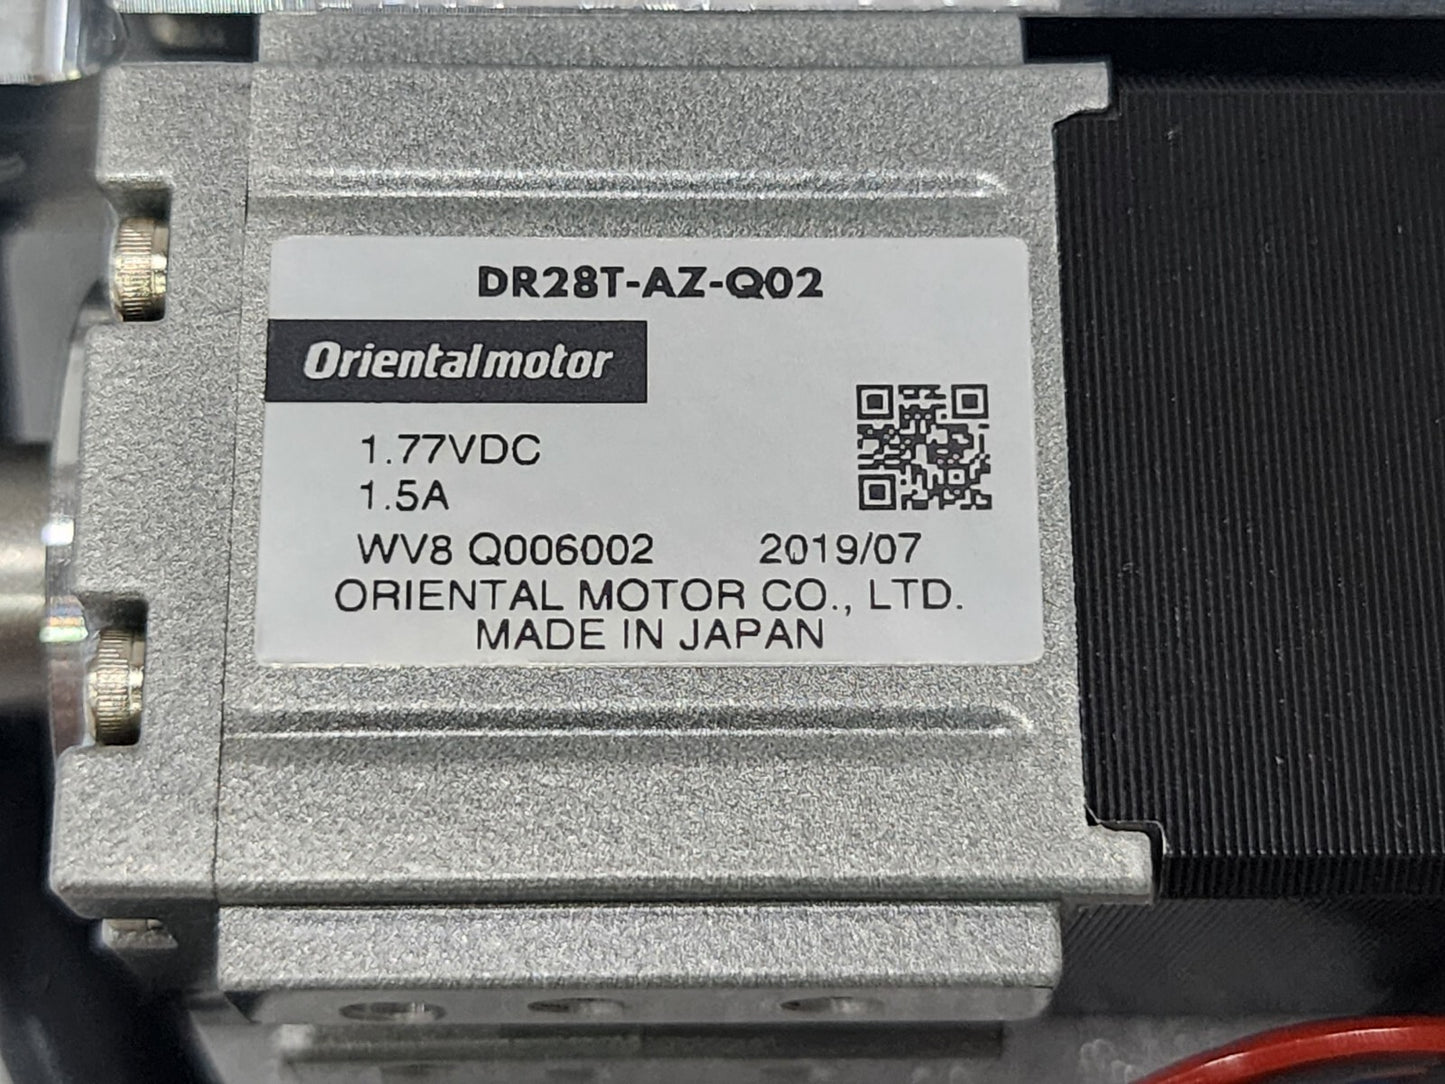 DR28T-AZ-Q02
Orientalmotor
1.77VDC
1.5A
WV8 Q006002 2019/07
ORIENTAL MOTOR CO., LTD.
MADE IN JAPAN